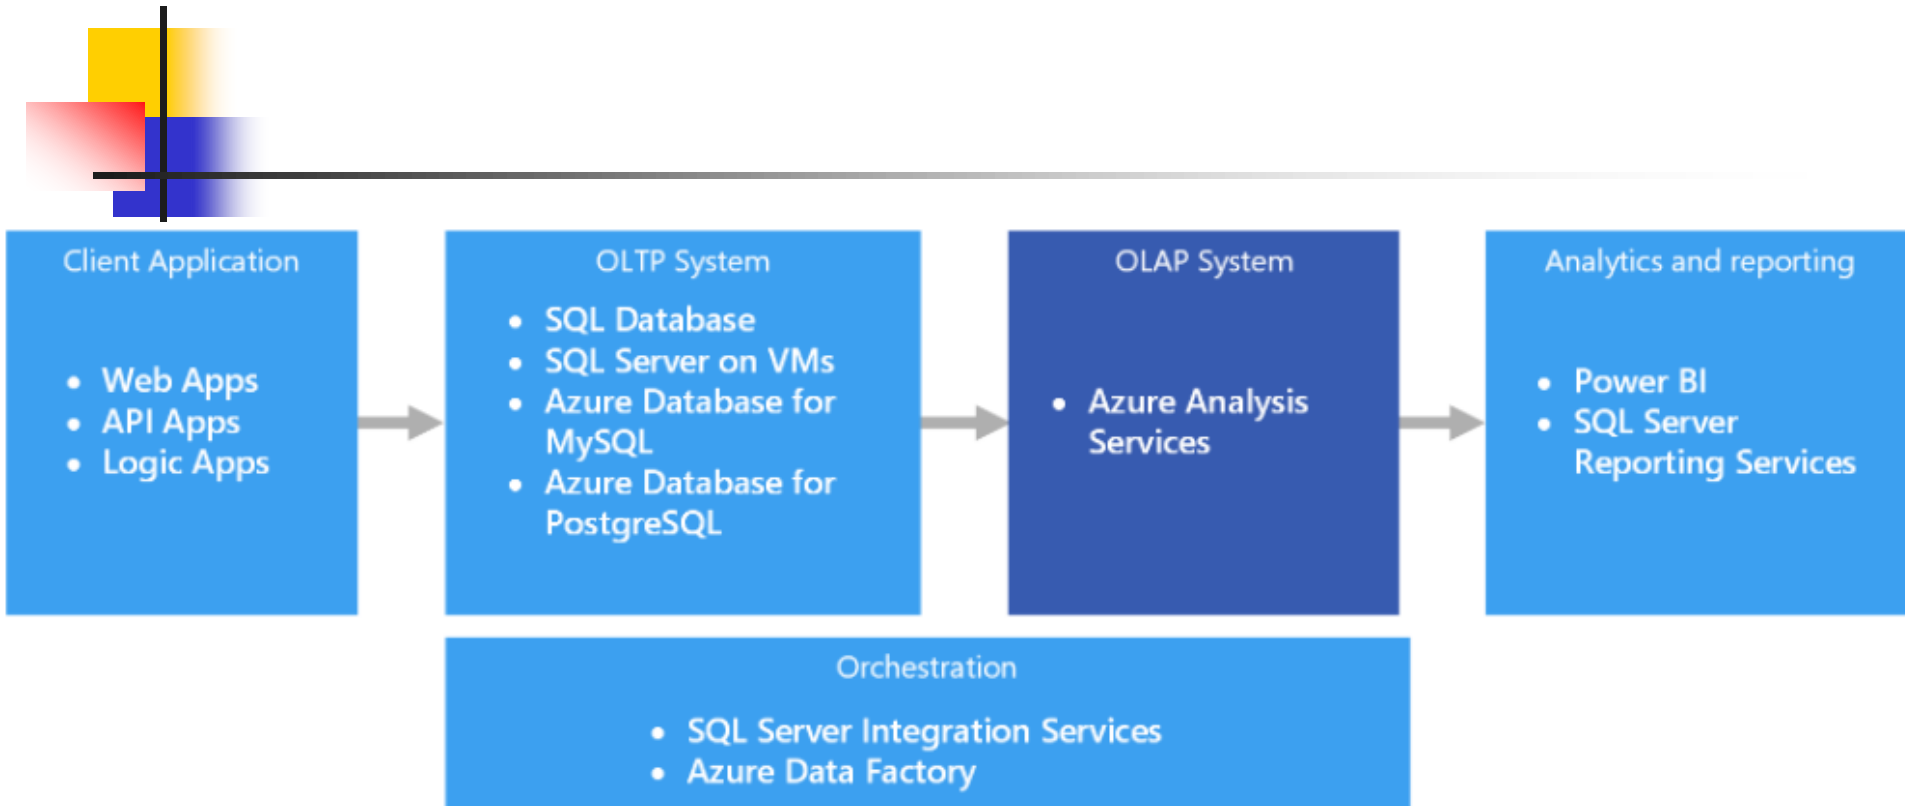 Client Application
• Web Apps
• API Apps
• Logic Apps
OLTP System
• SQL Database
• SQL Server on VMs
• Azure Database for
MySQL
• Azure Database for
PostgreSQL
OLAP System
• Azure Analysis
Services
Analytics and reporting
• Power BI
• SQL Server
Reporting Services
Orchestration
• SQL Server Integration Services
• Azure Data Factory